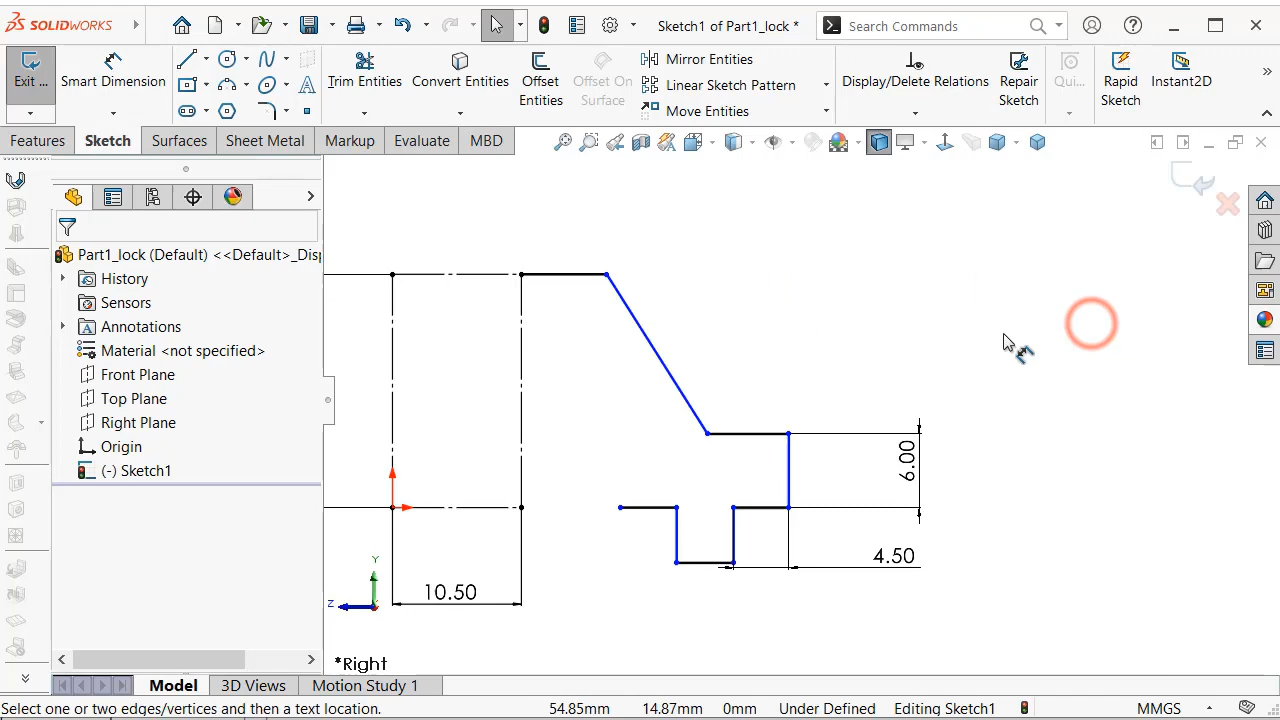 SOLIDWORKS
Sketch1 of Part1_lock *
Search Commands
Exit ...
Smart Dimension
Trim Entities
Convert Entities
Offset
Entities
Offset On
Surface
Mirror Entities
Linear Sketch Pattern
Move Entities
Display/Delete Relations
Repair
Sketch
Qui...
Rapid
Sketch
Instant2D
Features
Sketch
Surfaces
Sheet Metal
Markup
Evaluate
MBD
Part1_lock (Default) <<Default>_Disp
History
Sensors
Annotations
Material <not specified>
Front Plane
Top Plane
Right Plane
Origin
(-) Sketch1
6.00
4.50
10.50
Y
Z
*Right
Model
3D Views
Motion Study 1
Select one or two edges/vertices and then a text location.
54.85mm
14.87mm
0mm
Under Defined
Editing Sketch1
MMGS